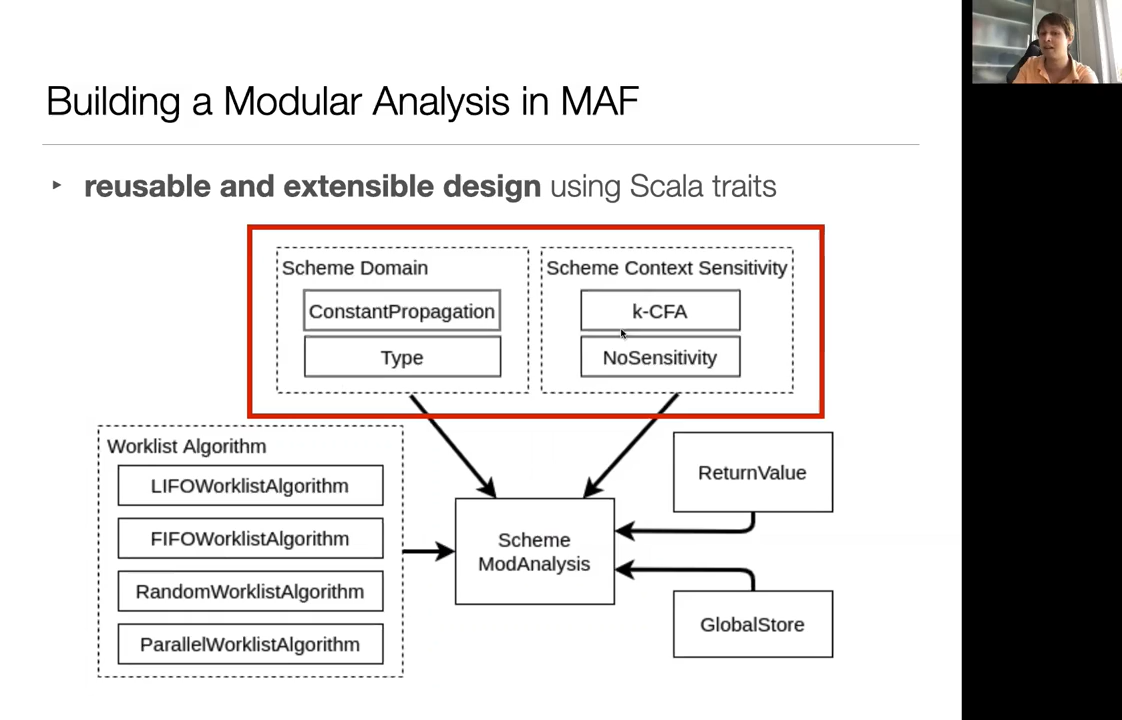 Building a Modular Analysis in MAF
‣ reusable and extensible design using Scala traits
Scheme Domain
ConstantPropagation
Type
Scheme Context Sensitivity
k-CFA
NoSensitivity
Worklist Algorithm
LIFOWorklistAlgorithm
FIFOWorklistAlgorithm
RandomWorklistAlgorithm
ParallelWorklistAlgorithm
Scheme
ModAnalysis
ReturnValue
GlobalStore